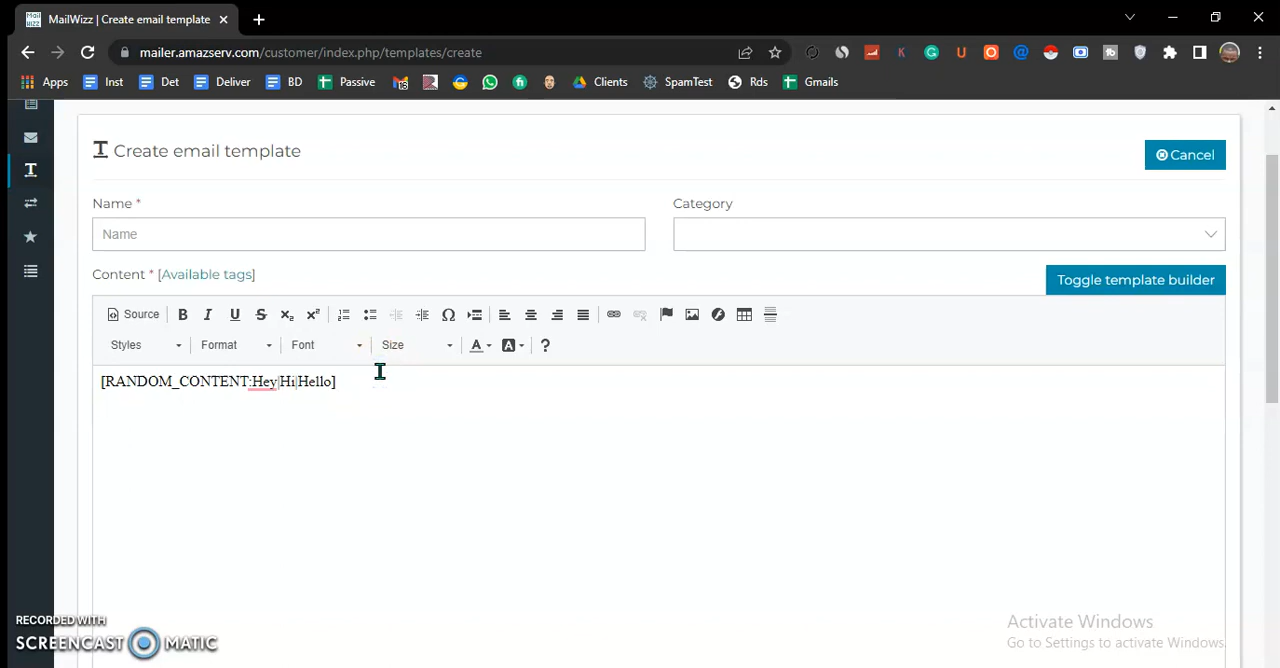 MailWizz | Create email template
mailer.amazserv.com/customer/index.php/templates/create
Apps Inst Det Deliver BD Passive Clients SpamTest Rds Gmails
Create email template
Cancel
Name *
Category
Name
Content * [Available tags]
Toggle template builder
Source
Styles Format Font Size
[RANDOM_CONTENT:Hey|Hi|Hello]
RECORDED WITH
SCREENCAST MATIC
Activate Windows
Go to Settings to activate Windows.